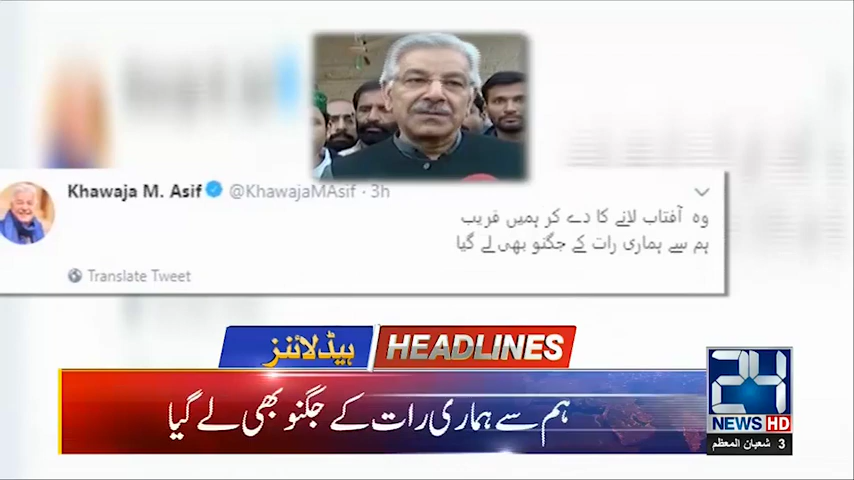 Khawaja M. Asif @KhawajaMAsif · 3h
وہ آفتاب لانے کا دے کر ہمیں فریب
ہم سے ہماری رات کے جگنو بھی لے گیا
Translate Tweet
ہیڈلائنز HEADLINES
ہم سے ہماری رات کے جگنو بھی لے گیا
24
NEWS HD
3 شعبان المعظم